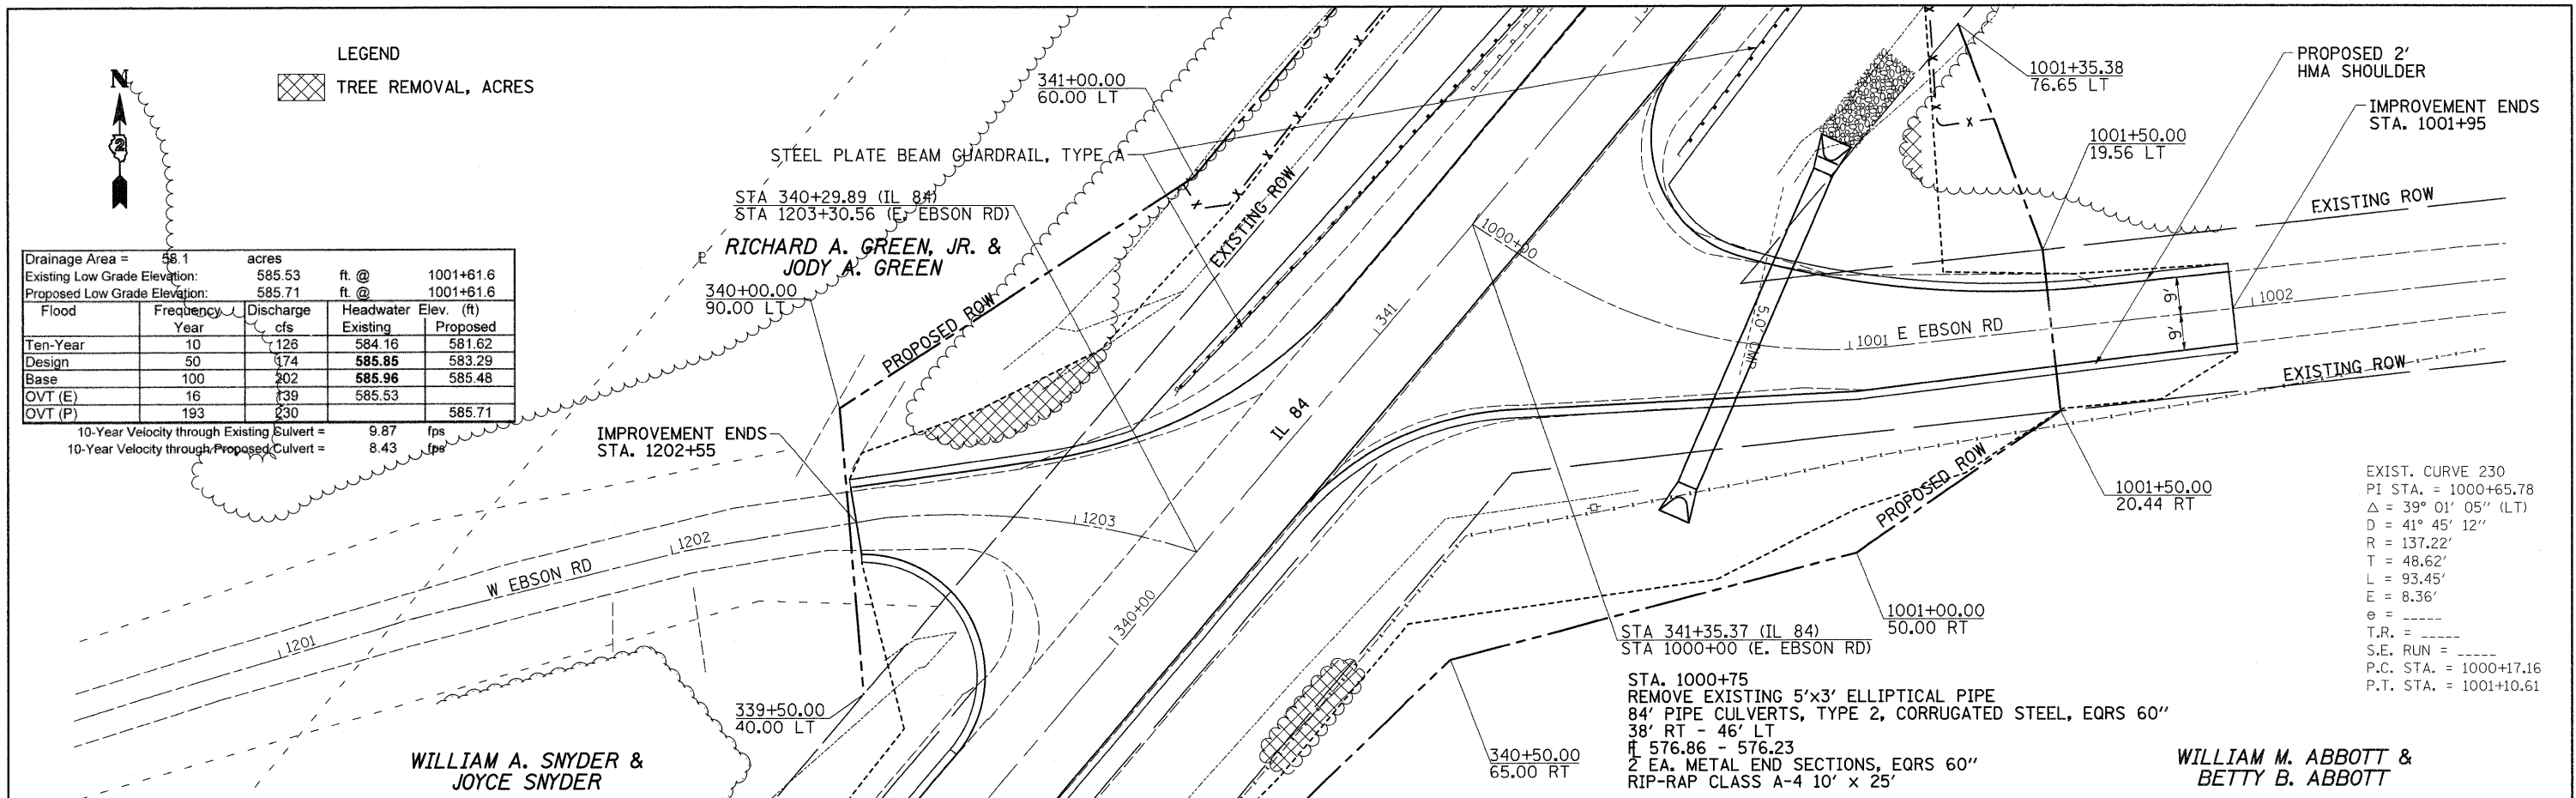 LEGEND
TREE REMOVAL, ACRES
N
2
Drainage Area = 58.1 acres
Existing Low Grade Elevation: 585.53 ft. @ 1001+61.6
Proposed Low Grade Elevation: 585.71 ft. @ 1001+61.6
Flood Frequency Discharge Headwater Elev. (ft)
Year cfs Existing Proposed
Ten-Year 10 126 584.16 581.62
Design 50 174 585.85 583.29
Base 100 202 585.96 585.48
OVT (E) 16 139 585.53
OVT (P) 193 230 585.71
10-Year Velocity through Existing Culvert = 9.87 fps
10-Year Velocity through Proposed Culvert = 8.43 fps
341+00.00
60.00 LT
STEEL PLATE BEAM GUARDRAIL, TYPE A
STA 340+29.89 (IL 84)
STA 1203+30.56 (E. EBSON RD)
RICHARD A. GREEN, JR. &
JODY A. GREEN
340+00.00
90.00 LT
PROPOSED ROW
EXISTING ROW
IMPROVEMENT ENDS
STA. 1202+55
W EBSON RD
1201
1202
1203
339+50.00
40.00 LT
WILLIAM A. SNYDER &
JOYCE SNYDER
IL 84
340+00
341
1000+00
1001
E EBSON RD
1002
5.0' CMP
9'
9'
1001+35.38
76.65 LT
1001+50.00
19.56 LT
PROPOSED 2'
HMA SHOULDER
IMPROVEMENT ENDS
STA. 1001+95
EXISTING ROW
EXISTING ROW
PROPOSED ROW
1001+50.00
20.44 RT
1001+00.00
50.00 RT
340+50.00
65.00 RT
STA 341+35.37 (IL 84)
STA 1000+00 (E. EBSON RD)
STA. 1000+75
REMOVE EXISTING 5'x3' ELLIPTICAL PIPE
84' PIPE CULVERTS, TYPE 2, CORRUGATED STEEL, EQRS 60"
38' RT - 46' LT
576.86 - 576.23
2 EA. METAL END SECTIONS, EQRS 60"
RIP-RAP CLASS A-4 10' x 25'
EXIST. CURVE 230
PI STA. = 1000+65.78
Δ = 39° 01' 05" (LT)
D = 41° 45' 12"
R = 137.22'
T = 48.62'
L = 93.45'
E = 8.36'
e = _____
T.R. = _____
S.E. RUN = _____
P.C. STA. = 1000+17.16
P.T. STA. = 1001+10.61
WILLIAM M. ABBOTT &
BETTY B. ABBOTT